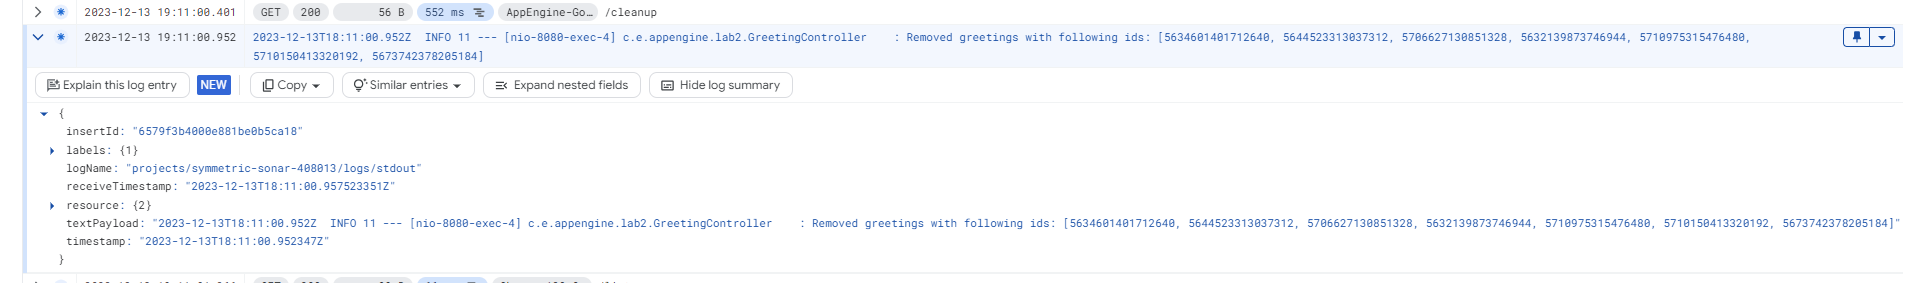 2023-12-13 19:11:00.401 GET 200 56 B 552 ms AppEngine-Go… /cleanup
2023-12-13 19:11:00.952 2023-12-13T18:11:00.952Z INFO 11 --- [nio-8080-exec-4] c.e.appengine.lab2.GreetingController : Removed greetings with following ids: [5634601401712640, 5644523313037312, 5706627130851328, 5632139873746944, 5710975315476480,
5710150413320192, 5673742378205184]
Explain this log entry NEW Copy Similar entries Expand nested fields Hide log summary
{
insertId: "6579f3b4000e881be0b5ca18"
labels: {1}
logName: "projects/symmetric-sonar-408013/logs/stdout"
receiveTimestamp: "2023-12-13T18:11:00.957523351Z"
resource: {2}
textPayload: "2023-12-13T18:11:00.952Z INFO 11 --- [nio-8080-exec-4] c.e.appengine.lab2.GreetingController : Removed greetings with following ids: [5634601401712640, 5644523313037312, 5706627130851328, 5632139873746944, 5710975315476480, 5710150413320192, 5673742378205184]"
timestamp: "2023-12-13T18:11:00.952347Z"
}